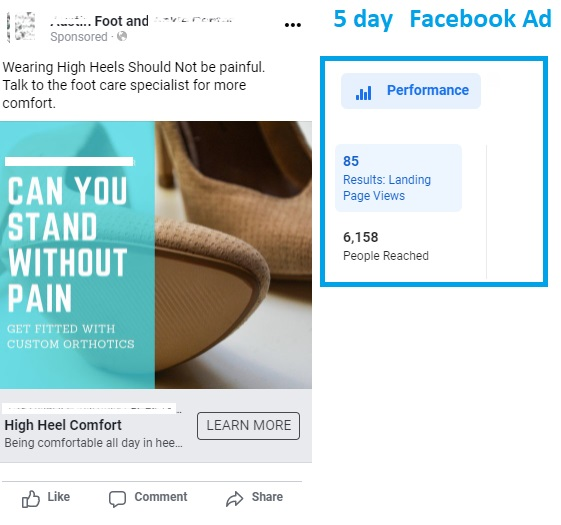 Foot and
Sponsored ·
Wearing High Heels Should Not be painful.
Talk to the foot care specialist for more
comfort.
CAN YOU
STAND
WITHOUT
PAIN
GET FITTED WITH
CUSTOM ORTHOTICS
High Heel Comfort
Being comfortable all day in hee...
LEARN MORE
Like
Comment
Share
5 day Facebook Ad
Performance
85
Results: Landing
Page Views
6,158
People Reached